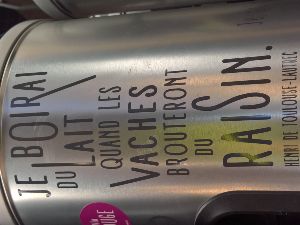 JE BOIRAI
DU LAIT
QUAND LES
VACHES
BROUTERONT
DU
RAISIN.
HENRI DE TOULOUSE-LAUTREC